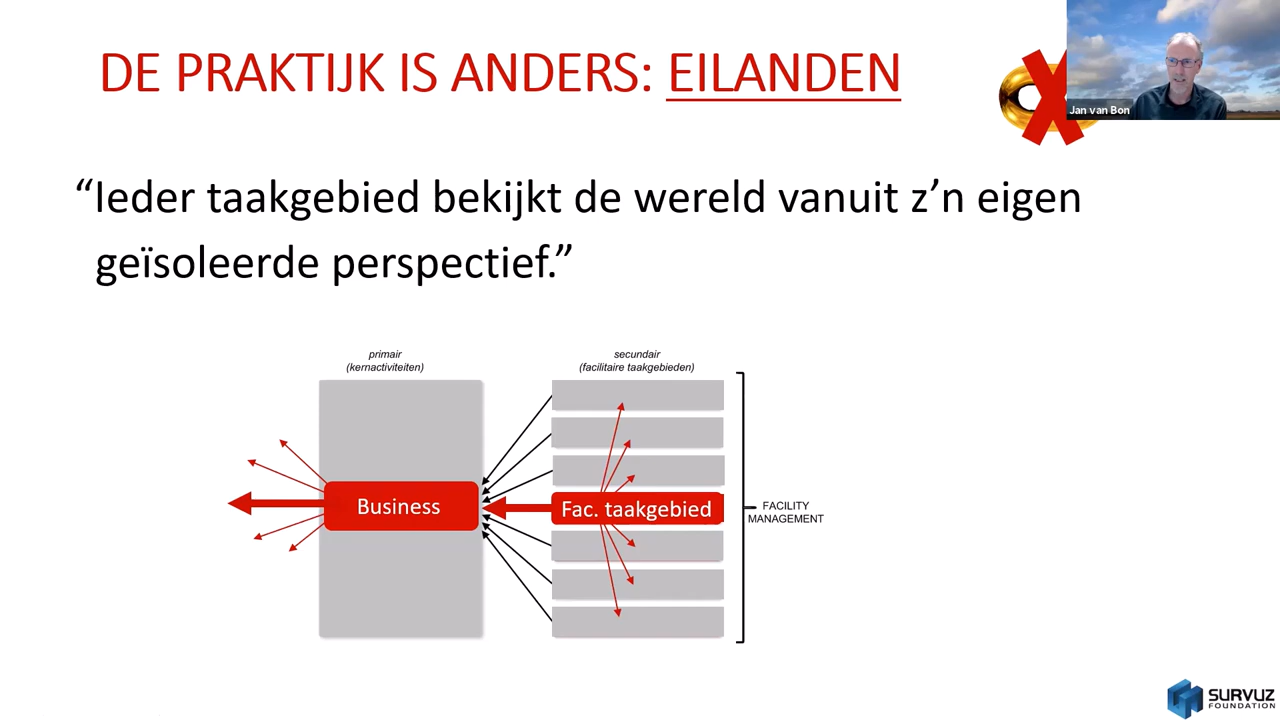 DE PRAKTIJK IS ANDERS: EILANDEN
Jan van Bon
“Ieder taakgebied bekijkt de wereld vanuit z’n eigen
geïsoleerde perspectief.”
primair
(kernactiviteiten)
secundair
(facilitaire taakgebieden)
Business
Fac. taakgebied
FACILITY
MANAGEMENT
SURVUZ
FOUNDATION